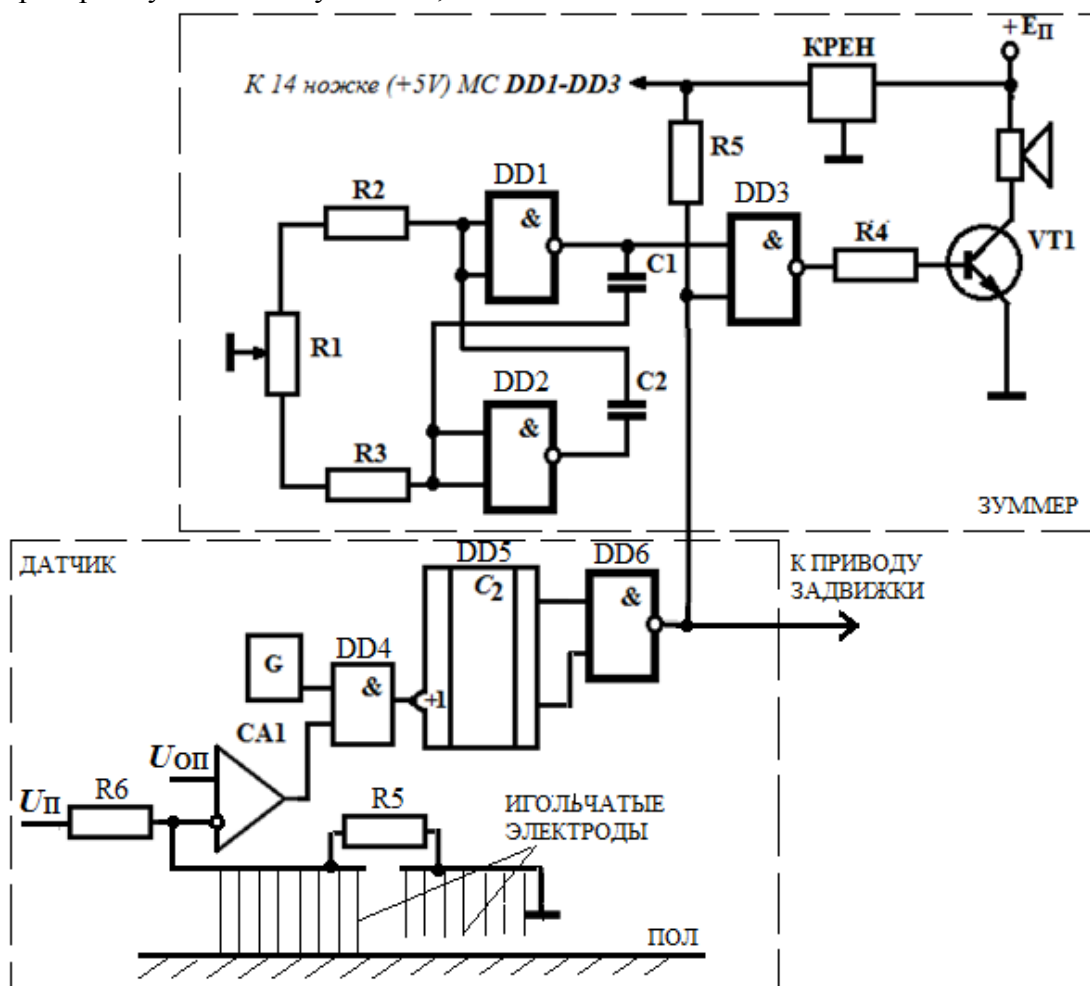 +EП
КРЕН
К 14 ножке (+5V) МС DD1-DD3
R5
DD1
DD3
R2
&
&
R4
VT1
C1
R1
DD2
C2
&
R3
ЗУММЕР
ДАТЧИК
DD5
DD6
К ПРИВОДУ
ЗАДВИЖКИ
C2
&
DD4
G
&
+1
CA1
UОП
UП
R6
R5
ИГОЛЬЧАТЫЕ
ЭЛЕКТРОДЫ
ПОЛ